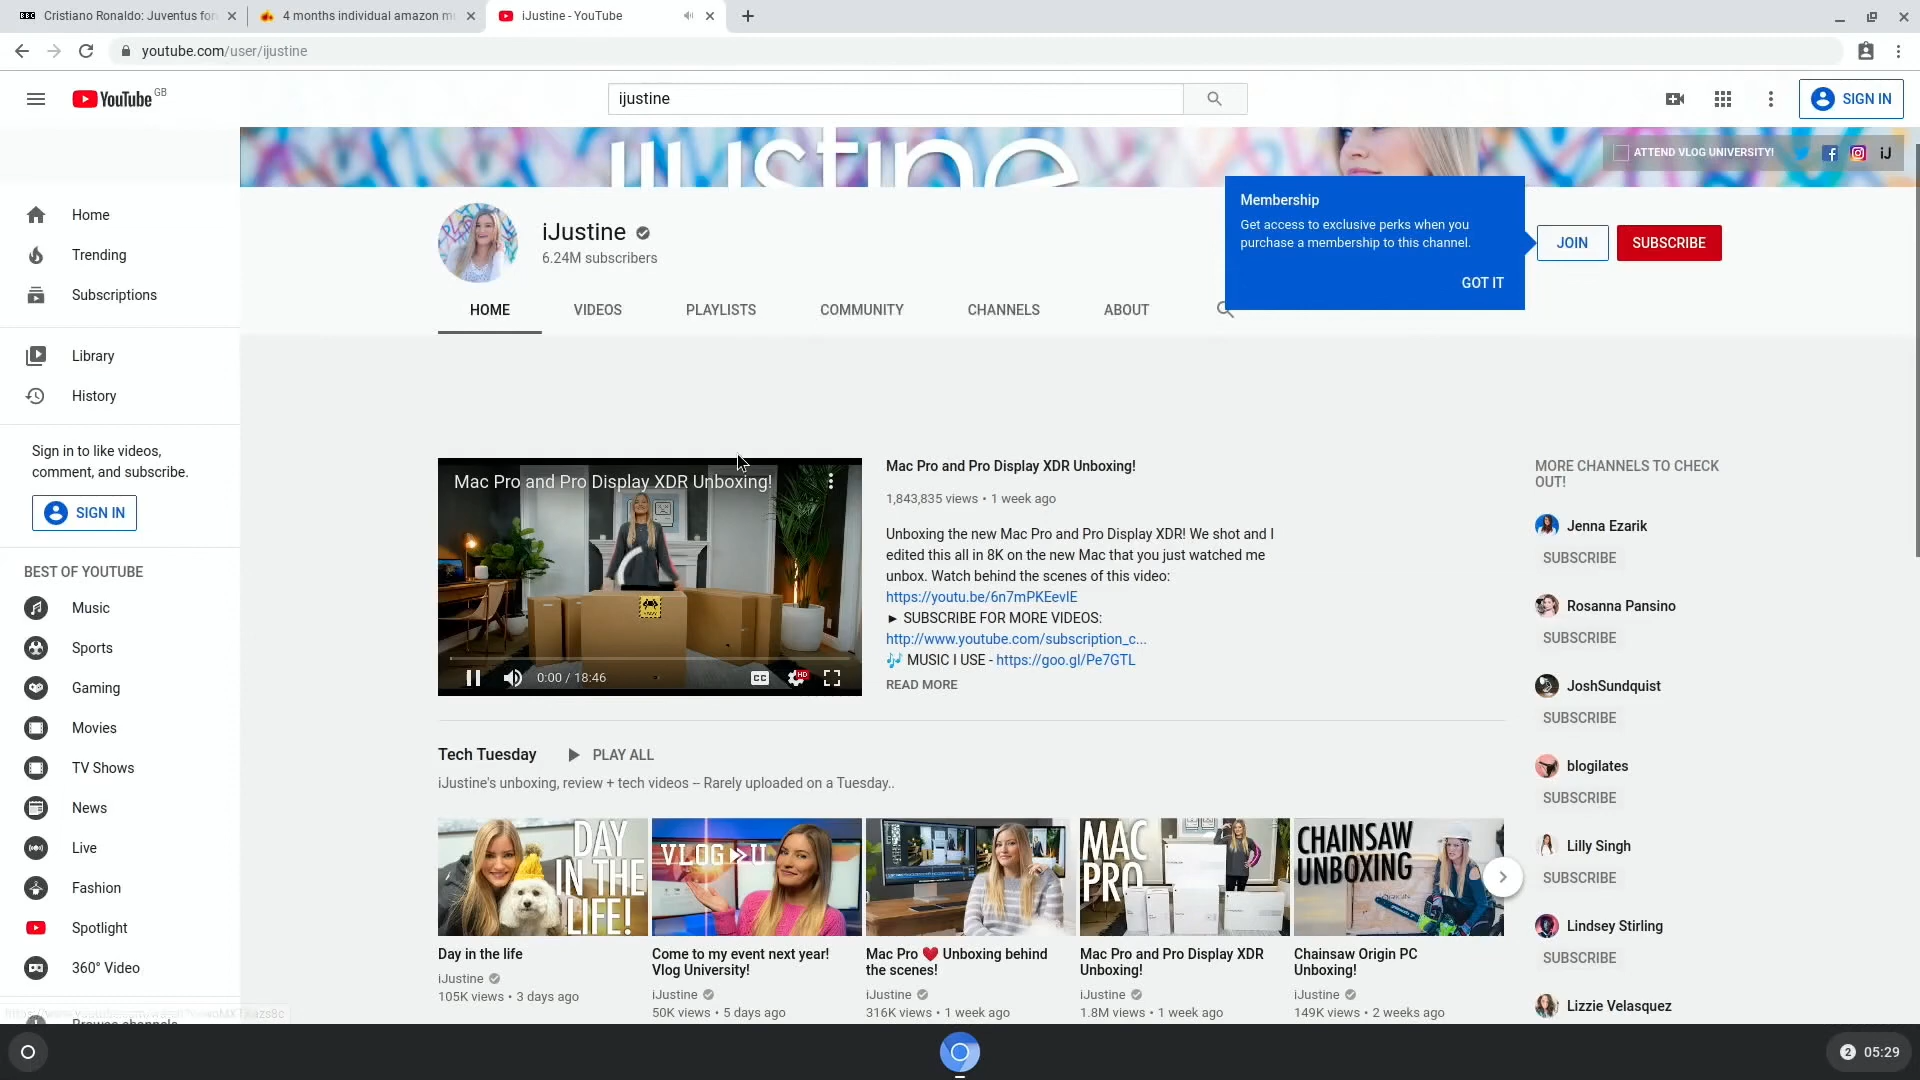 Cristiano Ronaldo: Juventus for
4 months individual amazon m
iJustine - YouTube
youtube.com/user/ijustine
YouTube GB
ijustine
SIGN IN
ijustine
ATTEND VLOG UNIVERSITY!
iJ
Home
Trending
Subscriptions
Library
History
Sign in to like videos,
comment, and subscribe.
SIGN IN
BEST OF YOUTUBE
Music
Sports
Gaming
Movies
TV Shows
News
Live
Fashion
Spotlight
360° Video
Browse channels
iJustine
6.24M subscribers
Membership
Get access to exclusive perks when you
purchase a membership to this channel.
GOT IT
JOIN
SUBSCRIBE
HOME
VIDEOS
PLAYLISTS
COMMUNITY
CHANNELS
ABOUT
Mac Pro and Pro Display XDR Unboxing!
0:00 / 18:46
CC
HD
Mac Pro and Pro Display XDR Unboxing!
1,843,835 views • 1 week ago
Unboxing the new Mac Pro and Pro Display XDR! We shot and I
edited this all in 8K on the new Mac that you just watched me
unbox. Watch behind the scenes of this video:
https://youtu.be/6n7mPKEevIE
► SUBSCRIBE FOR MORE VIDEOS:
http://www.youtube.com/subscription_c...
🎶 MUSIC I USE - https://goo.gl/Pe7GTL
READ MORE
Tech Tuesday
PLAY ALL
iJustine's unboxing, review + tech videos -- Rarely uploaded on a Tuesday..
DAY
IN THE
LIFE!
Day in the life
iJustine
105K views • 3 days ago
VLOG
Come to my event next year!
Vlog University!
iJustine
50K views • 5 days ago
Mac Pro ❤️ Unboxing behind
the scenes!
iJustine
316K views • 1 week ago
MAC
PRO
Mac Pro and Pro Display XDR
Unboxing!
iJustine
1.8M views • 1 week ago
CHAINSAW
UNBOXING
Chainsaw Origin PC
Unboxing!
iJustine
149K views • 2 weeks ago
MORE CHANNELS TO CHECK
OUT!
Jenna Ezarik
SUBSCRIBE
Rosanna Pansino
SUBSCRIBE
JoshSundquist
SUBSCRIBE
blogilates
SUBSCRIBE
Lilly Singh
SUBSCRIBE
Lindsey Stirling
SUBSCRIBE
Lizzie Velasquez
2
05:29